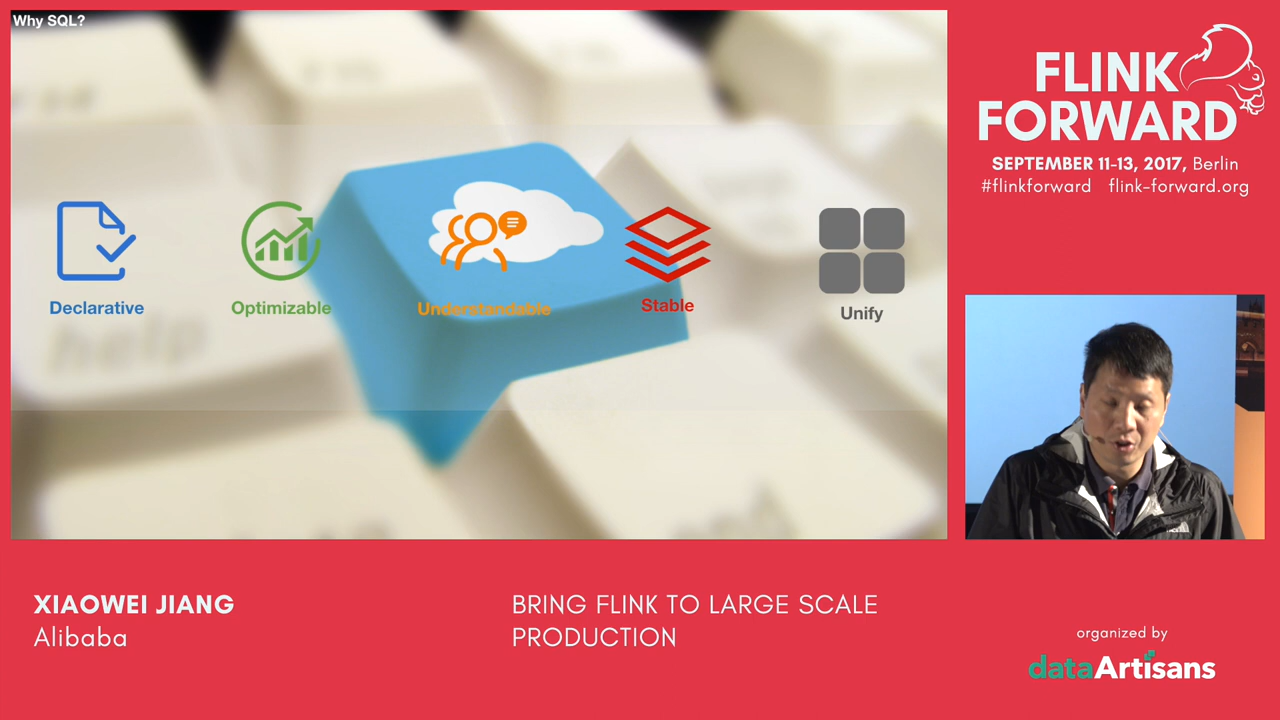 Why SQL?
Declarative
Optimizable
Understandable
Stable
Unify
FLINK
FORWARD
SEPTEMBER 11-13, 2017, Berlin
#flinkforward flink-forward.org
XIAOWEI JIANG
Alibaba
BRING FLINK TO LARGE SCALE
PRODUCTION
organized by
dataArtisans